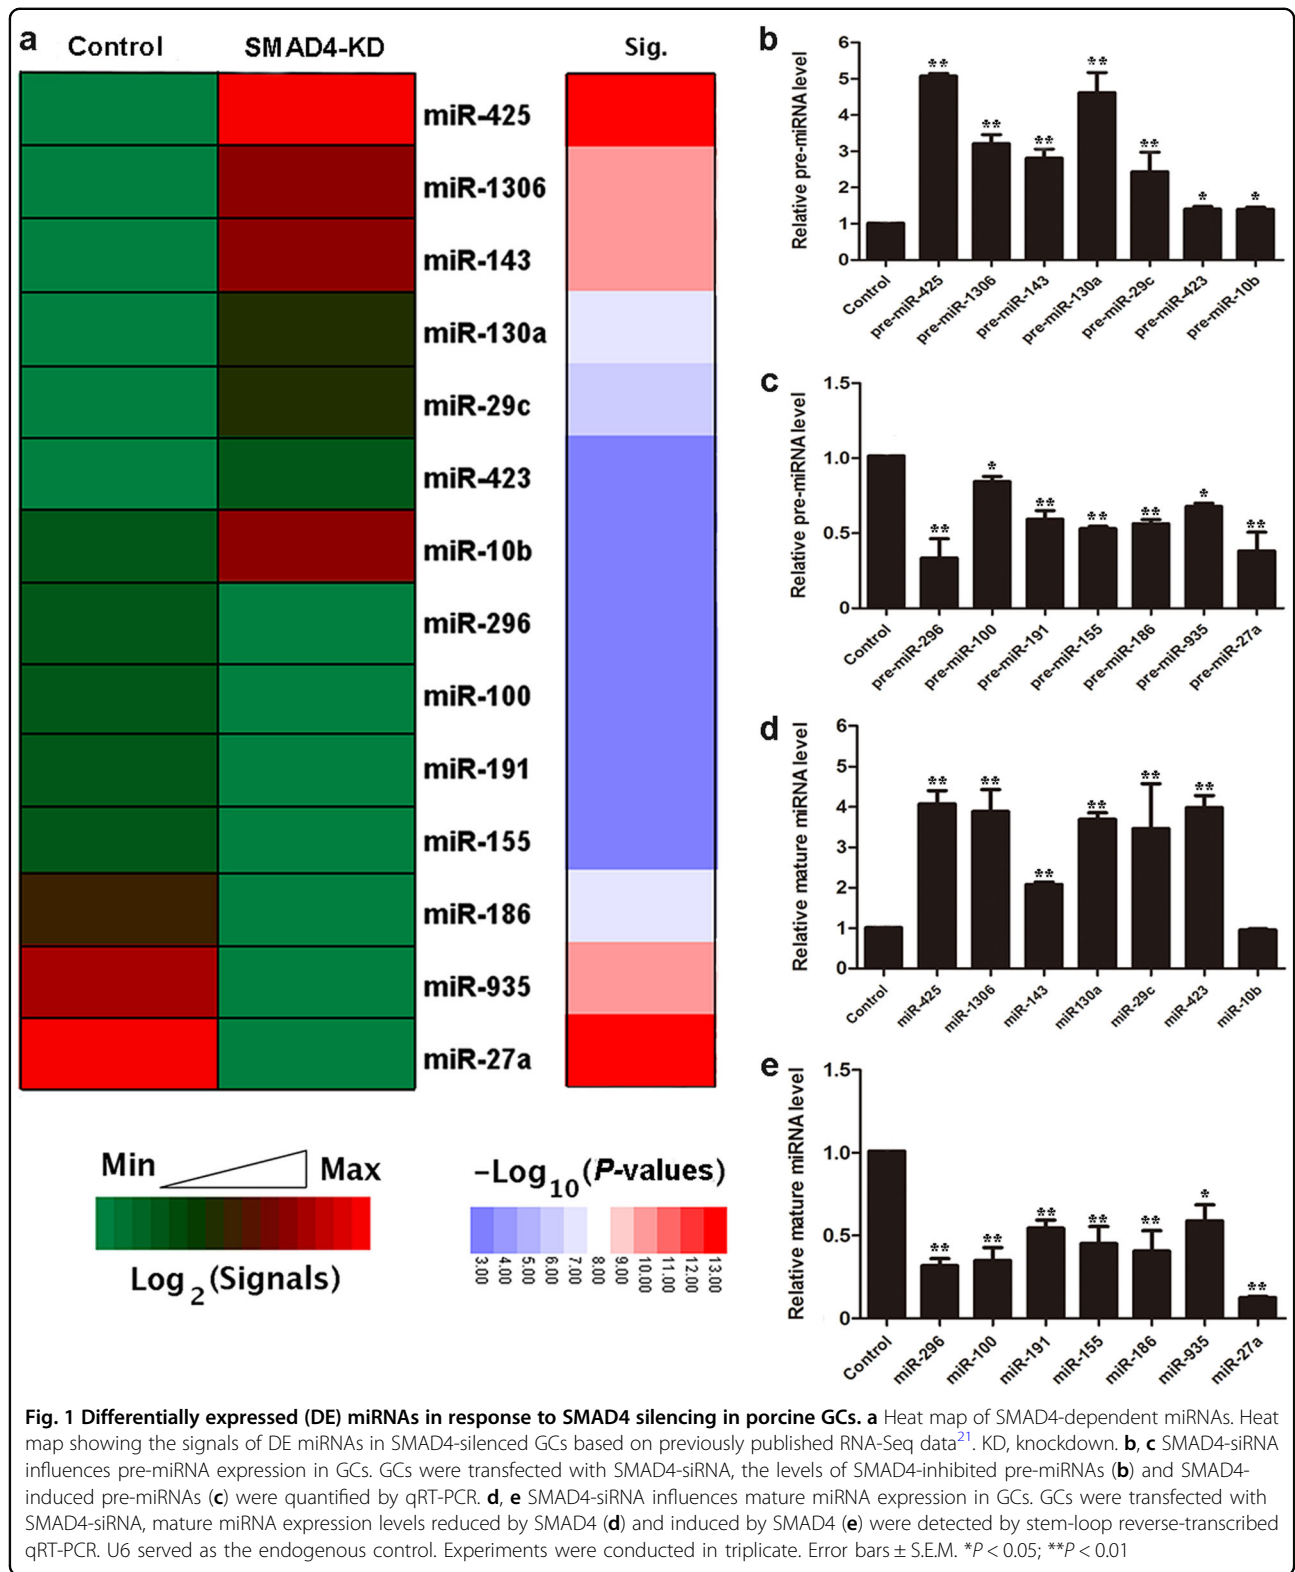 a
Control
SMAD4-KD
Sig.
miR-425
miR-1306
miR-143
miR-130a
miR-29c
miR-423
miR-10b
miR-296
miR-100
miR-191
miR-155
miR-186
miR-935
miR-27a
Min
Max
Log2(Signals)
−Log10(P-values)
3.00
4.00
5.00
6.00
7.00
8.00
9.00
10.00
11.00
12.00
13.00
b
Relative pre-miRNA level
6
5
4
3
2
1
0
**
**
**
**
**
*
*
Control
pre-miR-425
pre-miR-1306
pre-miR-143
pre-miR-130a
pre-miR-29c
pre-miR-423
pre-miR-10b
c
Relative pre-miRNA level
1.5
1.0
0.5
0
**
*
**
**
**
*
**
Control
pre-miR-296
pre-miR-100
pre-miR-191
pre-miR-155
pre-miR-186
pre-miR-935
pre-miR-27a
d
Relative mature miRNA level
6
5
4
3
2
1
0
**
**
**
**
**
**
Control
miR-425
miR-1306
miR-143
miR130a
miR-29c
miR-423
miR-10b
e
Relative mature miRNA level
1.5
1.0
0.5
0
**
**
**
**
**
*
**
Control
miR-296
miR-100
miR-191
miR-155
miR-186
miR-935
miR-27a
Fig. 1 Differentially expressed (DE) miRNAs in response to SMAD4 silencing in porcine GCs. a Heat map of SMAD4-dependent miRNAs. Heat
map showing the signals of DE miRNAs in SMAD4-silenced GCs based on previously published RNA-Seq data21. KD, knockdown. b, c SMAD4-siRNA
influences pre-miRNA expression in GCs. GCs were transfected with SMAD4-siRNA, the levels of SMAD4-inhibited pre-miRNAs (b) and SMAD4-
induced pre-miRNAs (c) were quantified by qRT-PCR. d, e SMAD4-siRNA influences mature miRNA expression in GCs. GCs were transfected with
SMAD4-siRNA, mature miRNA expression levels reduced by SMAD4 (d) and induced by SMAD4 (e) were detected by stem-loop reverse-transcribed
qRT-PCR. U6 served as the endogenous control. Experiments were conducted in triplicate. Error bars ± S.E.M. *P < 0.05; **P < 0.01